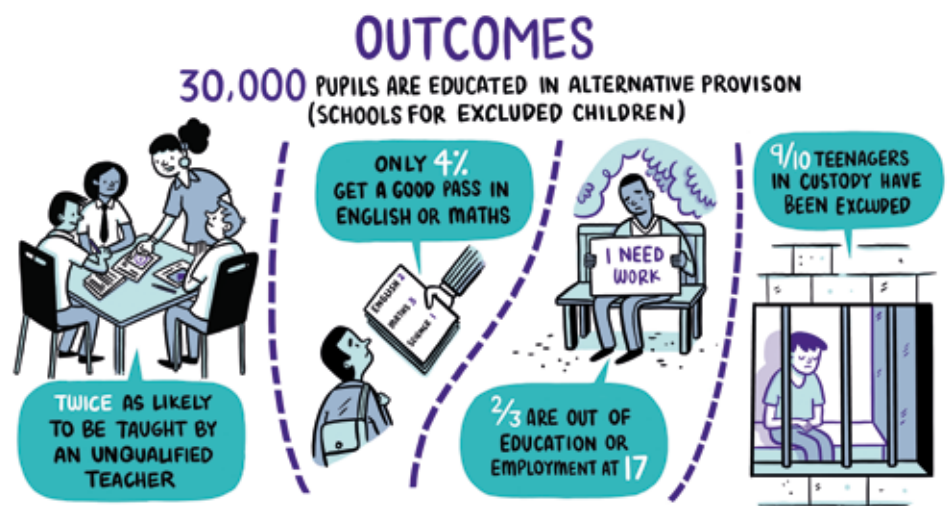 OUTCOMES
30,000 PUPILS ARE EDUCATED IN ALTERNATIVE PROVISON
(SCHOOLS FOR EXCLUDED CHILDREN)
TWICE AS LIKELY
TO BE TAUGHT BY
AN UNQUALIFIED
TEACHER
ONLY 4%
GET A GOOD PASS IN
ENGLISH OR MATHS
ENGLISH 2
MATHS 3
SCIENCE 1
I NEED
WORK
2/3 ARE OUT OF
EDUCATION OR
EMPLOYMENT AT 17
9/10 TEENAGERS
IN CUSTODY HAVE
BEEN EXCLUDED